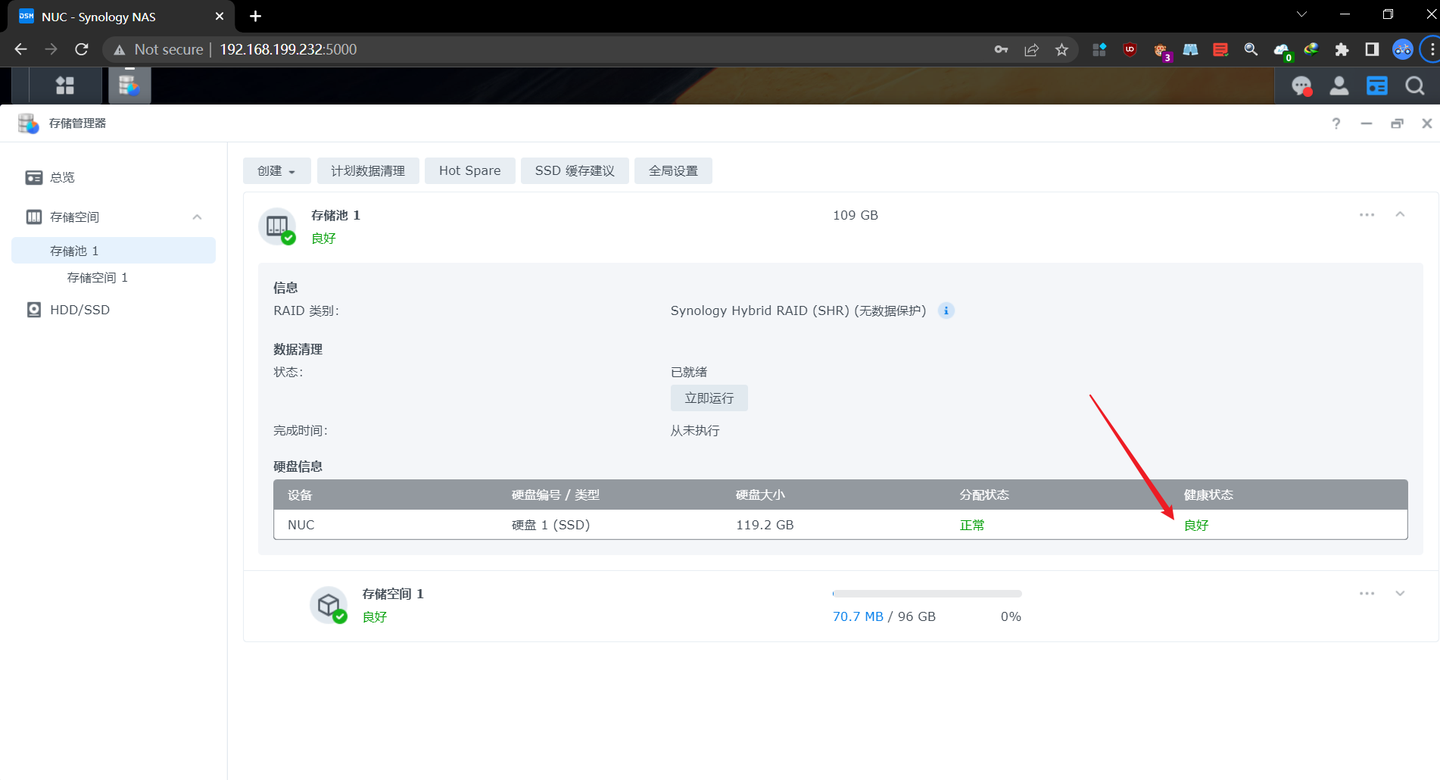 DSM NUC - Synology NAS
Not secure | 192.168.199.232:5000
UD
3
0
存储管理器
?
总览
存储空间
存储池 1
存储空间 1
HDD/SSD
创建 计划数据清理 Hot Spare SSD 缓存建议 全局设置
存储池 1 109 GB
良好
信息
RAID 类别: Synology Hybrid RAID (SHR) (无数据保护) i
数据清理
状态: 已就绪
立即运行
完成时间: 从未执行
硬盘信息
设备 硬盘编号 / 类型 硬盘大小 分配状态 健康状态
NUC 硬盘 1 (SSD) 119.2 GB 正常 良好
存储空间 1
良好 70.7 MB / 96 GB 0%